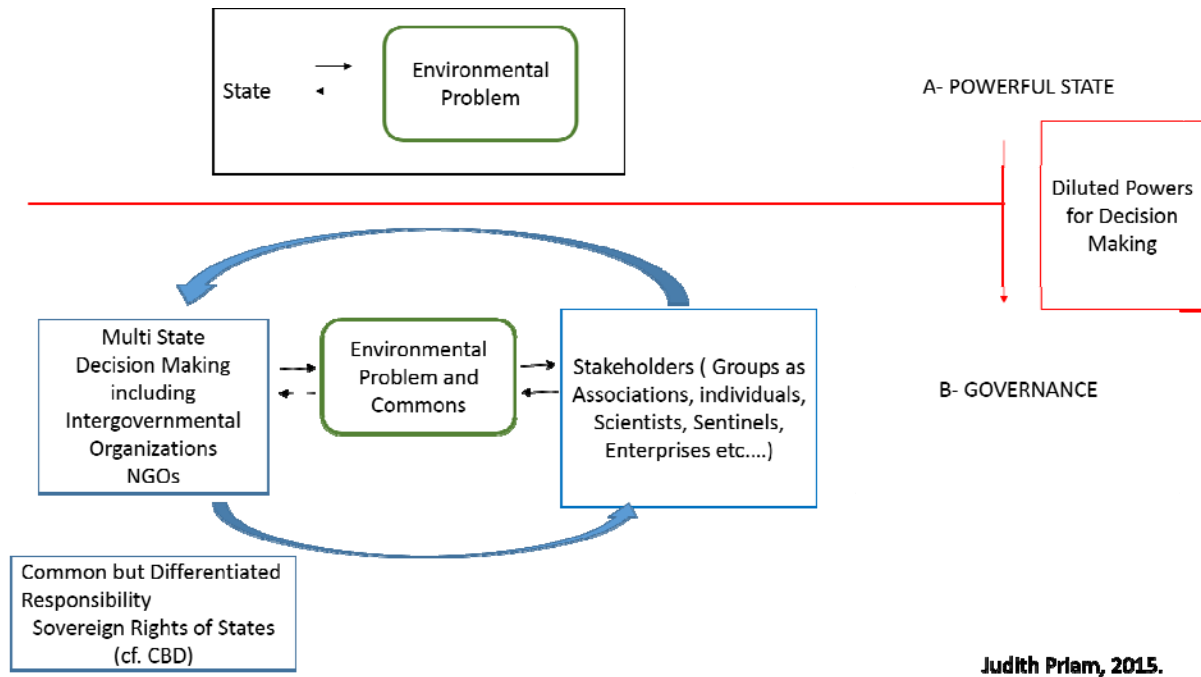 State
Environmental
Problem
A- POWERFUL STATE
Diluted Powers
for Decision
Making
Multi State
Decision Making
including
Intergovernmental
Organizations
NGOs
Environmental
Problem and
Commons
Stakeholders ( Groups as
Associations, individuals,
Scientists, Sentinels,
Enterprises etc....)
B- GOVERNANCE
Common but Differentiated
Responsibility
Sovereign Rights of States
(cf. CBD)
Judith Priam, 2015.